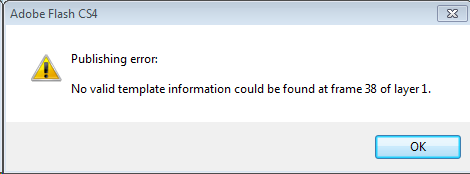 Adobe Flash CS4
Publishing error:
No valid template information could be found at frame 38 of layer 1.
OK